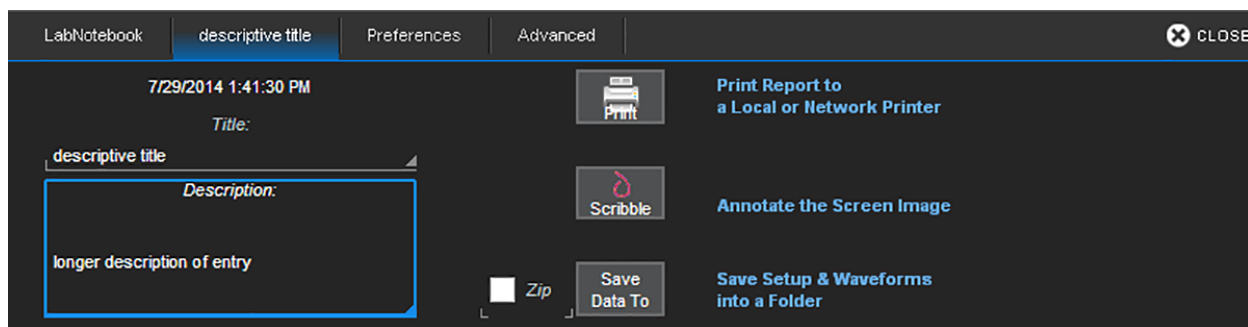 LabNotebook descriptive title Preferences Advanced CLOSE
7/29/2014 1:41:30 PM
Title:
descriptive title
Description:
longer description of entry
Print
Print Report to
a Local or Network Printer
Scribble
Annotate the Screen Image
Zip
Save
Data To
Save Setup & Waveforms
into a Folder